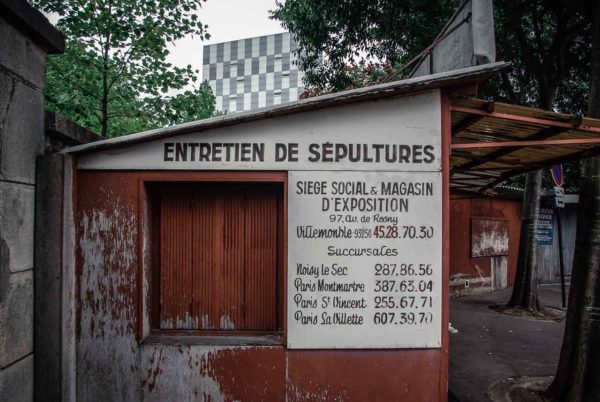 ENTRETIEN DE SÉPULTURES
SIEGE SOCIAL & MAGASIN
D'EXPOSITION
97, Av. de Rosny
Villemomble 93250 45.28.70.30
Succursales
Noisy le Sec 287.86.56
Paris Montmartre 387.63.04
Paris St Vincent 255.67.71
Paris La Villette 607.39.70